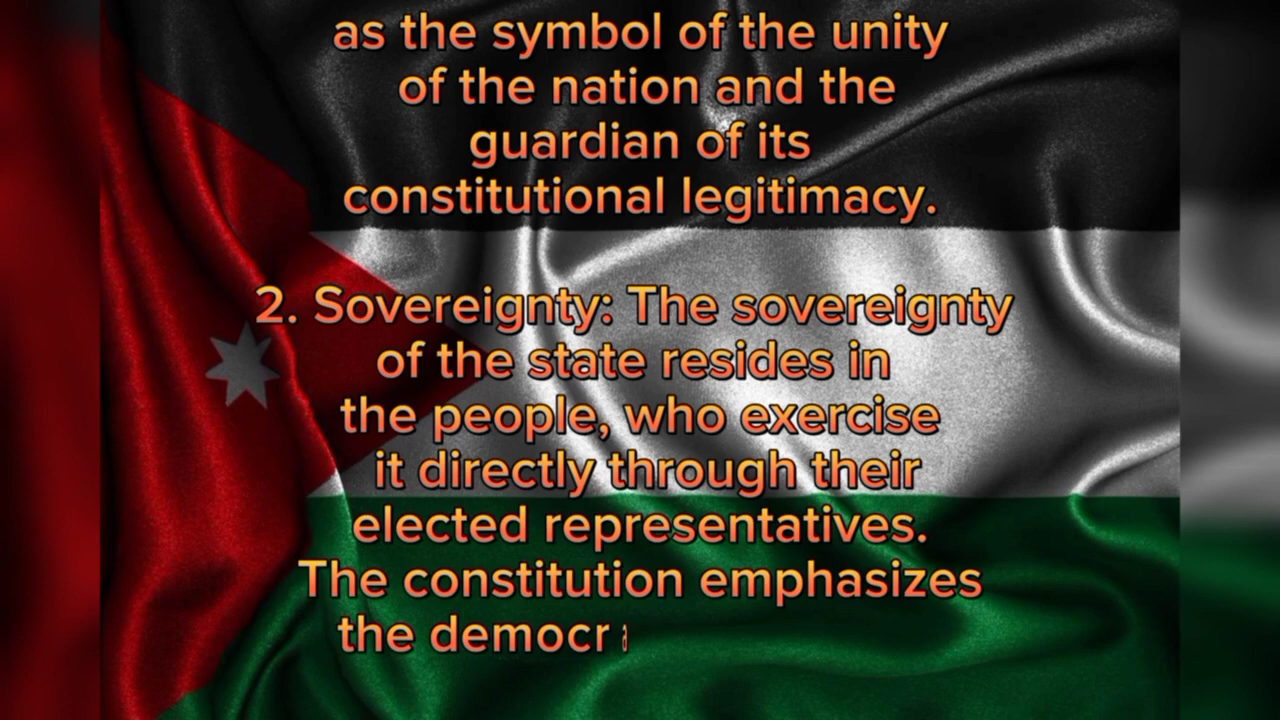 as the symbol of the unity
of the nation and the
guardian of its
constitutional legitimacy.
2. Sovereignty: The sovereignty
of the state resides in
the people, who exercise
it directly through their
elected representatives.
The constitution emphasizes
the democra